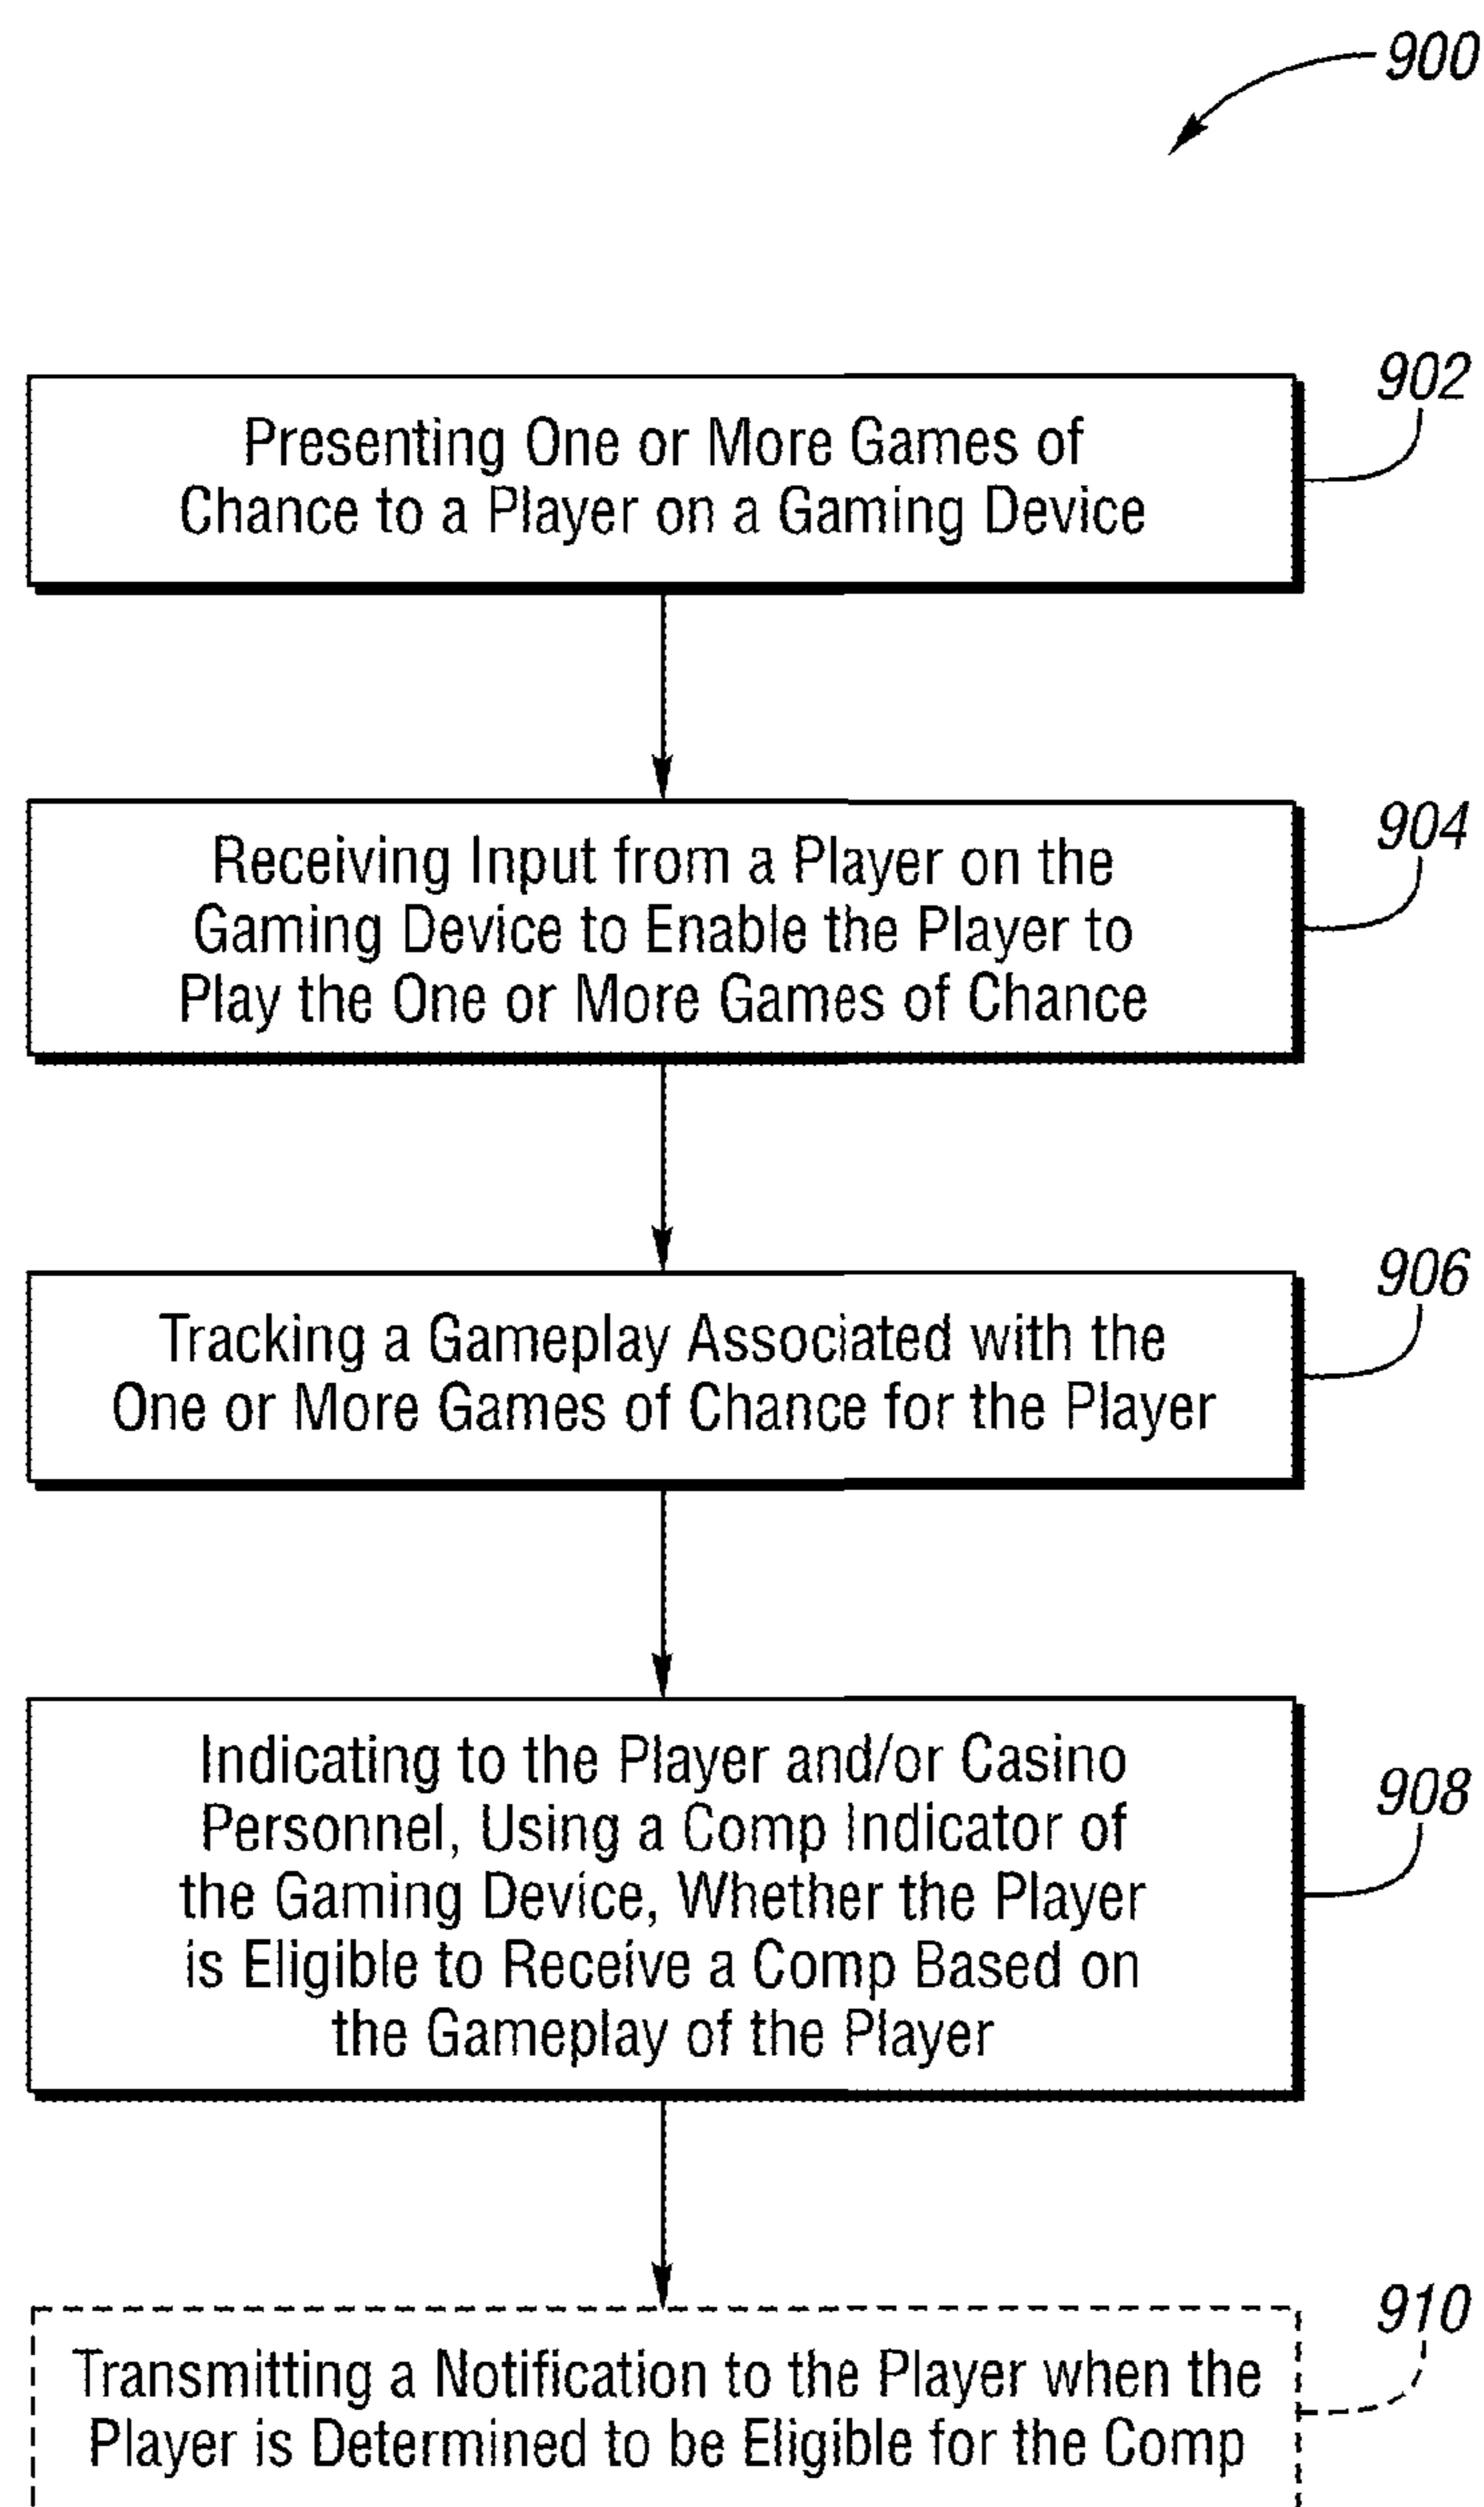 900
902
Presenting One or More Games of
Chance to a Player on a Gaming Device
904
Receiving Input from a Player on the
Gaming Device to Enable the Player to
Play the One or More Games of Chance
906
Tracking a Gameplay Associated with the
One or More Games of Chance for the Player
908
Indicating to the Player and/or Casino
Personnel, Using a Comp Indicator of
the Gaming Device, Whether the Player
is Eligible to Receive a Comp Based on
the Gameplay of the Player
910
Transmitting a Notification to the Player when the
Player is Determined to be Eligible for the Comp